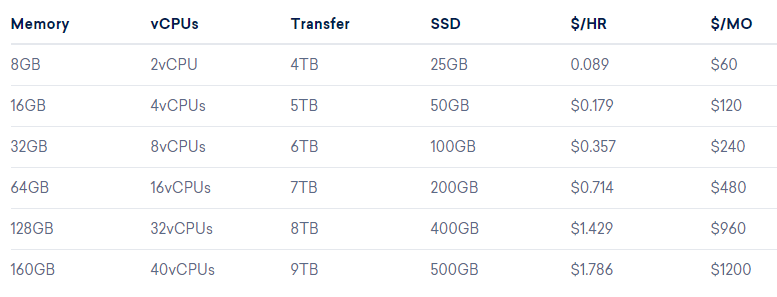 Memory vCPUs Transfer SSD $/HR $/MO
8GB 2vCPU 4TB 25GB 0.089 $60
16GB 4vCPUs 5TB 50GB $0.179 $120
32GB 8vCPUs 6TB 100GB $0.357 $240
64GB 16vCPUs 7TB 200GB $0.714 $480
128GB 32vCPUs 8TB 400GB $1.429 $960
160GB 40vCPUs 9TB 500GB $1.786 $1200